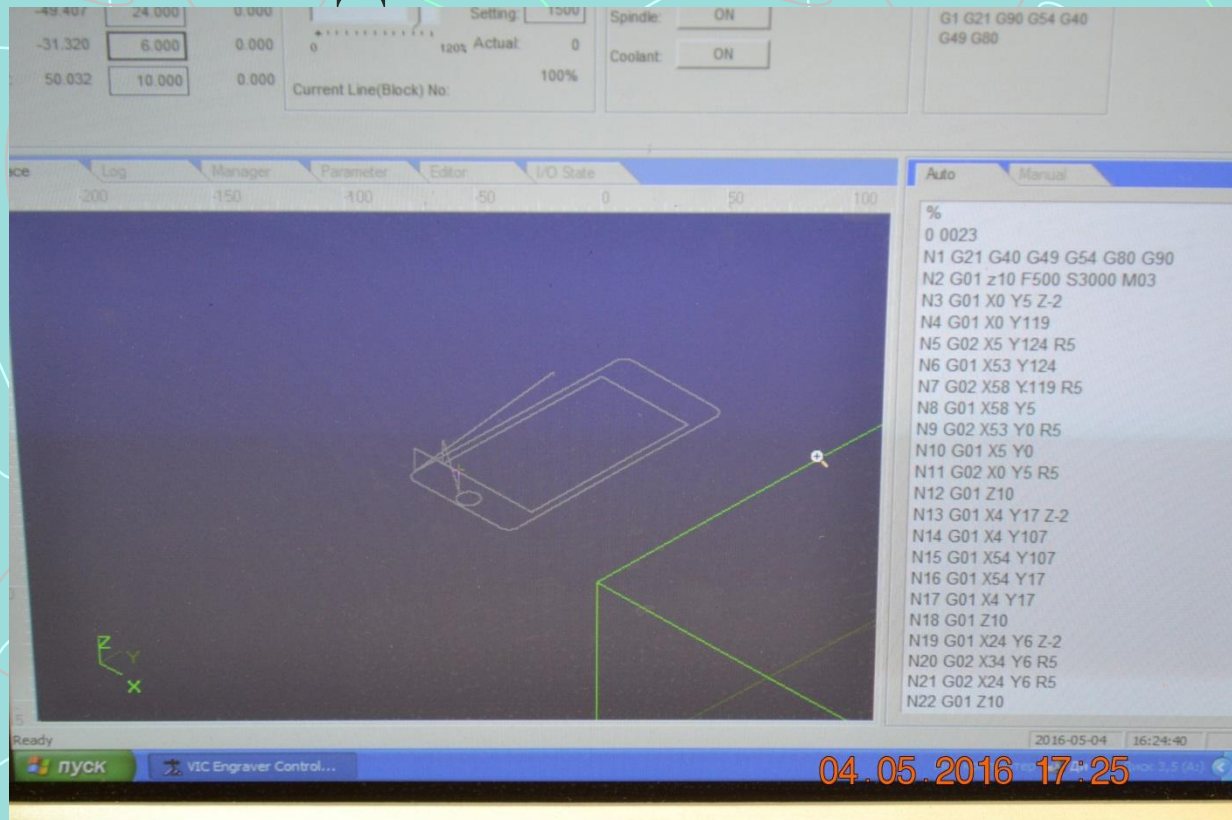 -49.407 24.000 0.000
Setting: 1500
Spindle: ON
G1 G21 G90 G54 G40
G49 G80
-31.320 6.000 0.000
0 120% Actual: 0
Coolant: ON
50.032 10.000 0.000
100%
Current Line(Block) No:
Log Manager Parameter Editor I/O State
Auto Manual
200 -150 -100 -50 0 50 100
%
0 0023
N1 G21 G40 G49 G54 G80 G90
N2 G01 z10 F500 S3000 M03
N3 G01 X0 Y5 Z-2
N4 G01 X0 Y119
N5 G02 X5 Y124 R5
N6 G01 X53 Y124
N7 G02 X58 Y119 R5
N8 G01 X58 Y5
N9 G02 X53 Y0 R5
N10 G01 X5 Y0
N11 G02 X0 Y5 R5
N12 G01 Z10
N13 G01 X4 Y17 Z-2
N14 G01 X4 Y107
N15 G01 X54 Y107
N16 G01 X54 Y17
N17 G01 X4 Y17
N18 G01 Z10
N19 G01 X24 Y6 Z-2
N20 G02 X34 Y6 R5
N21 G02 X24 Y6 R5
N22 G01 Z10
Z
Y
X
Ready
2016-05-04 16:24:40
пуск
VIC Engraver Control...
3,5 (A:)
04.05.2016 17:25